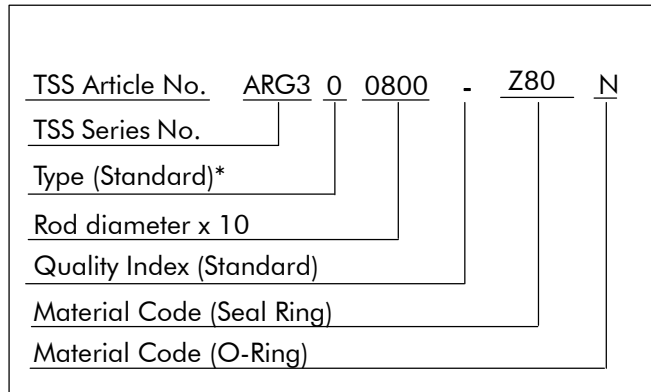 TSS Article No. ARG3 0 0800 - Z80 N
TSS Series No.
Type (Standard)*
Rod diameter x 10
Quality Index (Standard)
Material Code (Seal Ring)
Material Code (O-Ring)